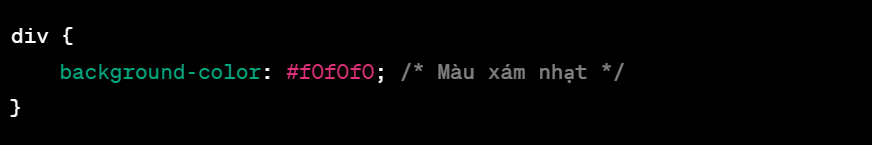 div {
    background-color: #f0f0f0; /* Màu xám nhạt */
}